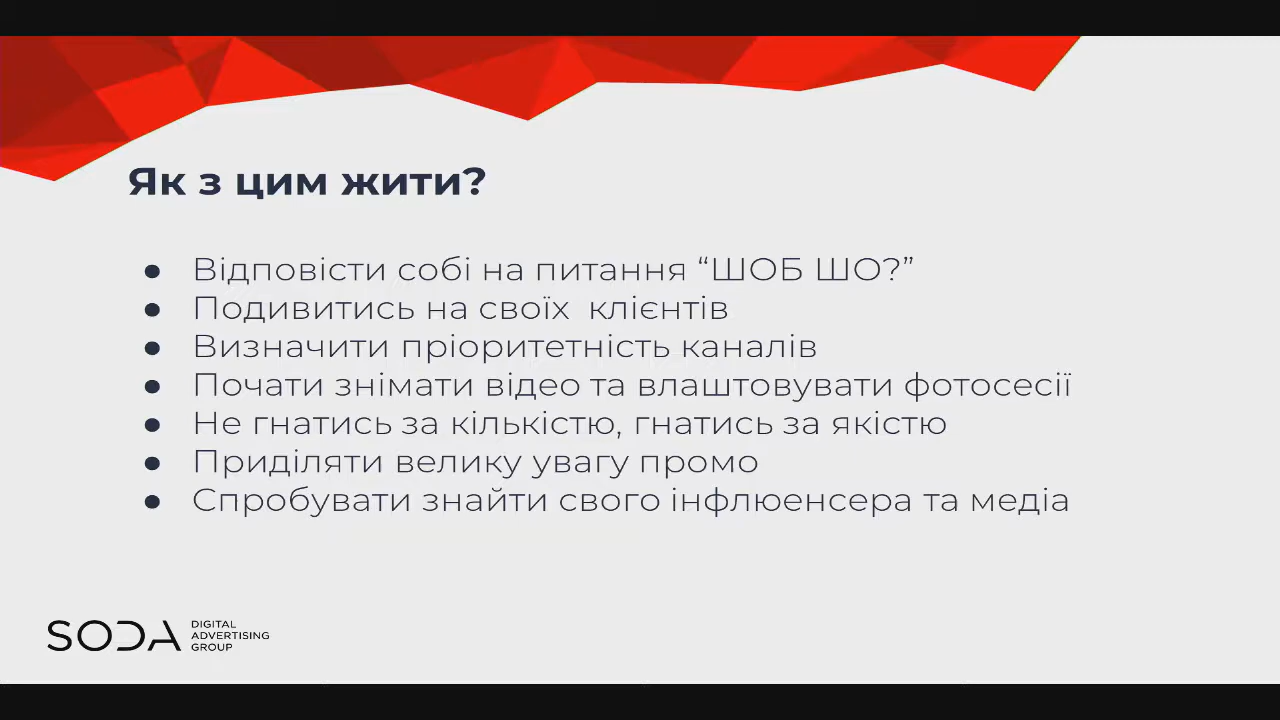 Як з цим жити?
● Відповісти собі на питання “ШОБ ШО?”
● Подивитись на своїх  клієнтів
● Визначити пріоритетність каналів
● Почати знімати відео та влаштовувати фотосесії
● Не гнатись за кількістю, гнатись за якістю
● Приділяти велику увагу промо
● Спробувати знайти свого інфлюенсера та медіа
SODA
DIGITAL
ADVERTISING
GROUP